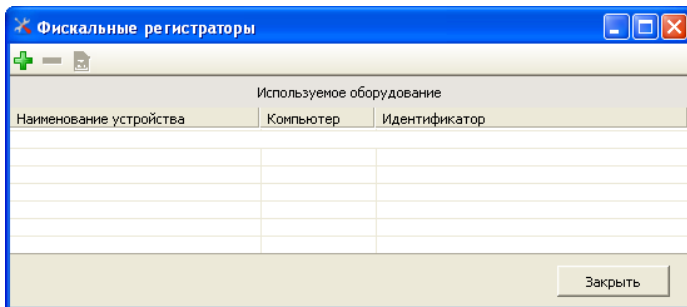 Фискальные регистраторы
Используемое оборудование
Наименование устройства Компьютер Идентификатор
Закрыть